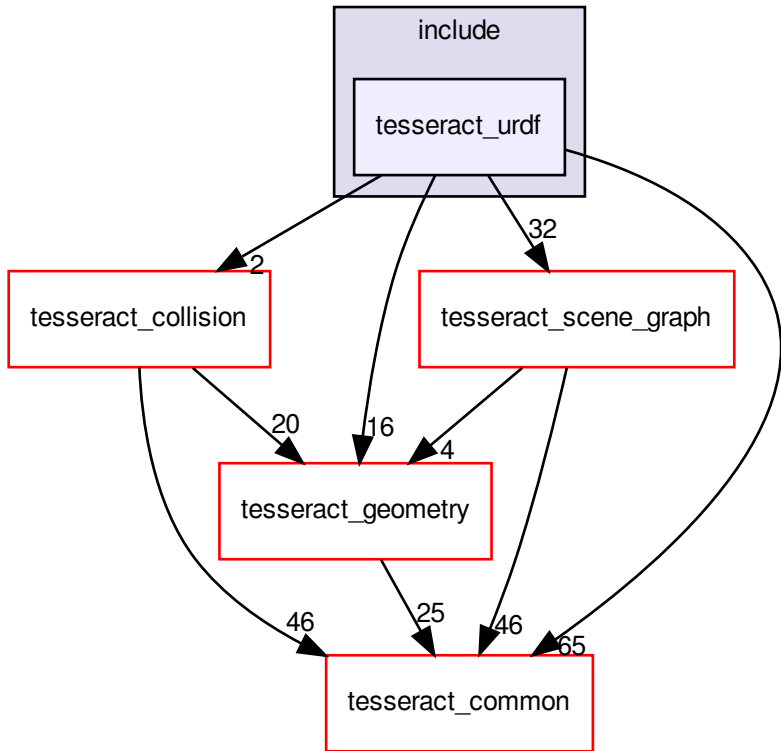 include
tesseract_urdf
32
2
tesseract_collision
tesseract_scene_graph
20
16
4
tesseract_geometry
46
25
46
65
tesseract_common